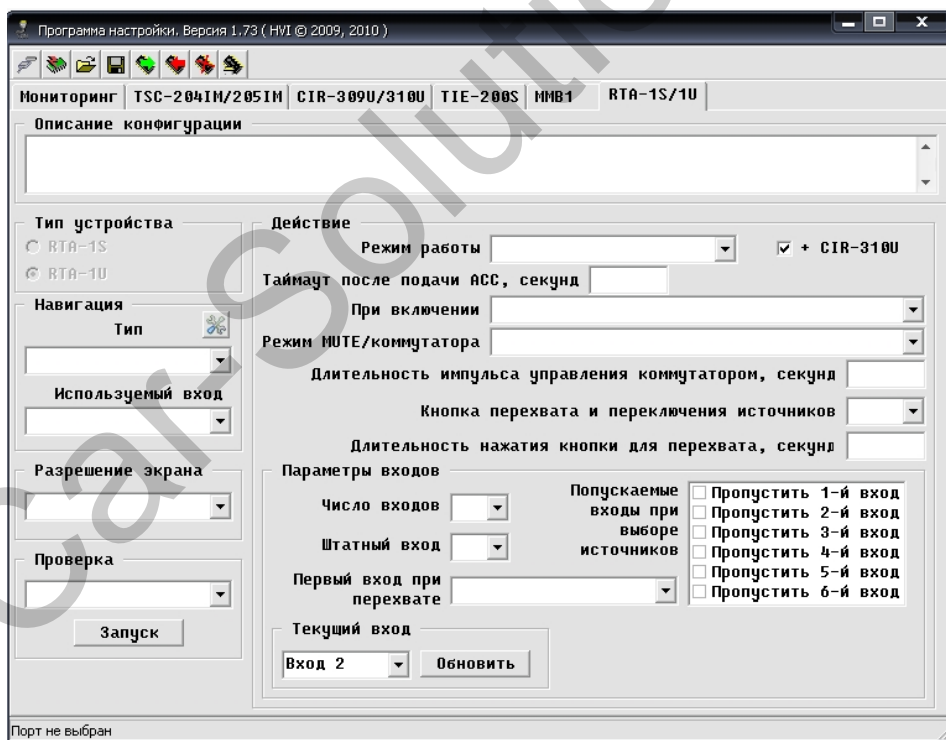 Программа настройки. Версия 1.73 ( HVI © 2009, 2010 )
Мониторинг TSC-204IM/205IM CIR-309U/310U TIE-200S MMB1 RTA-1S/1U
Описание конфигурации
Тип устройства
RTA-1S
RTA-1U
Навигация
Тип
Используемый вход
Разрешение экрана
Проверка
Запуск
Действие
Режим работы
+ CIR-310U
Таймаут после подачи ACC, секунд
При включении
Режим MUTE/коммутатора
Длительность импульса управления коммутатором, секунд
Кнопка перехвата и переключения источников
Длительность нажатия кнопки для перехвата, секунд
Параметры входов
Число входов
Штатный вход
Первый вход при
перехвате
Попускаемые
входы при
выборе
источников
Пропустить 1-й вход
Пропустить 2-й вход
Пропустить 3-й вход
Пропустить 4-й вход
Пропустить 5-й вход
Пропустить 6-й вход
Текущий вход
Вход 2
Обновить
Порт не выбран
Car-Soluti